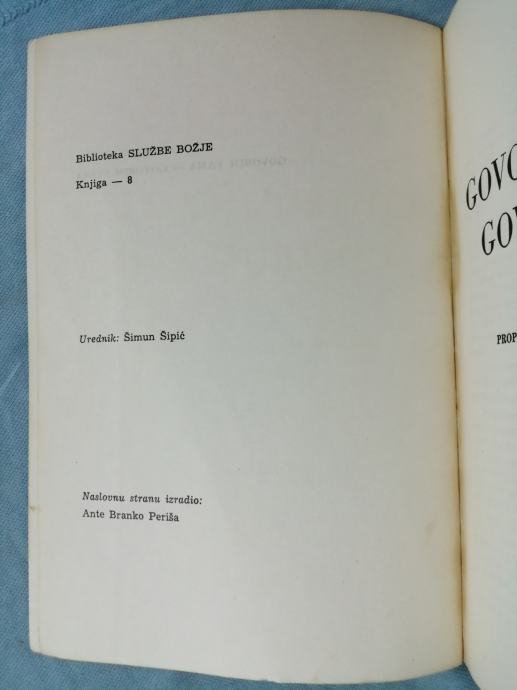 Biblioteka SLUŽBE BOŽJE
Knjiga — 8
Urednik: Šimun Šipić
Naslovnu stranu izradio:
Ante Branko Periša